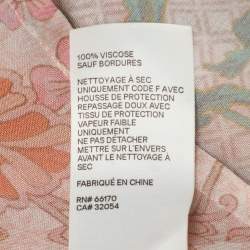 100% VISCOSE
SAUF BORDURES
NETTOYAGE À SEC
UNIQUEMENT CODE F AVEC
HOUSSE DE PROTECTION
REPASSAGE DOUX AVEC
TISSU DE PROTECTION
VAPEUR FAIBLE
UNIQUEMENT
NE PAS DÉTACHER
METTRE SUR L'ENVERS
AVANT LE NETTOYAGE À
SEC
FABRIQUÉ EN CHINE
RN# 66170
CA# 32054